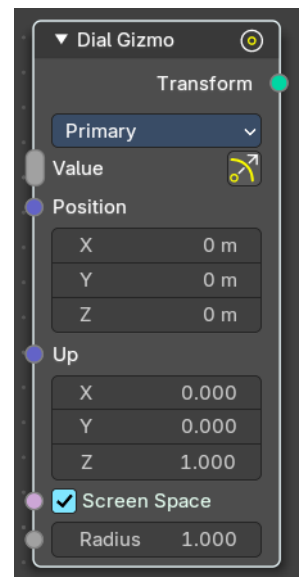 Dial Gizmo
Transform
Primary
Value
Position
X 0 m
Y 0 m
Z 0 m
Up
X 0.000
Y 0.000
Z 1.000
Screen Space
Radius 1.000